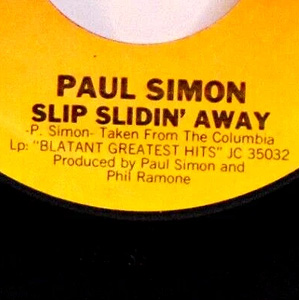 PAUL SIMON
SLIP SLIDIN' AWAY
-P. Simon- Taken From The Columbia
Lp: "BLATANT GREATEST HITS" JC 35032
Produced by Paul Simon and
Phil Ramone